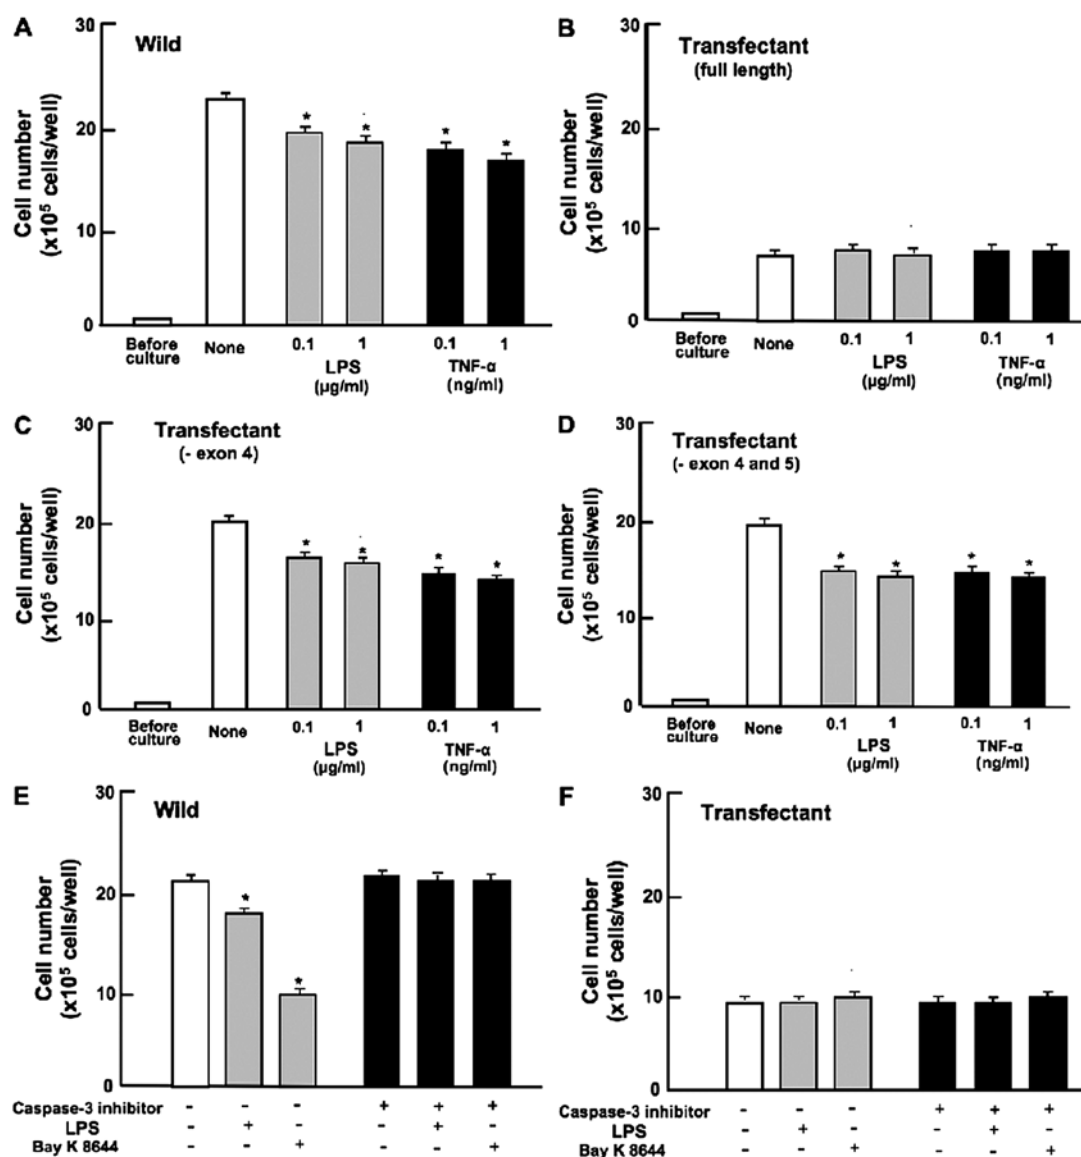 A
Wild
Cell number
(x10⁵ cells/well)
30
20
10
0
Before
culture
None
0.1
1
0.1
1
LPS
TNF-α
(µg/ml)
(ng/ml)
*
*
*
*
B
Transfectant
(full length)
Cell number
(x10⁵ cells/well)
30
20
10
0
Before
culture
None
0.1
1
0.1
1
LPS
TNF-α
(µg/ml)
(ng/ml)
C
Transfectant
(- exon 4)
Cell number
(x10⁵ cells/well)
30
20
10
0
*
*
*
*
Before
culture
None
0.1
1
0.1
1
LPS
TNF-α
(µg/ml)
(ng/ml)
D
Transfectant
(- exon 4 and 5)
Cell number
(x10⁵ cells/well)
30
20
10
0
*
*
*
*
Before
culture
None
0.1
1
0.1
1
LPS
TNF-α
(µg/ml)
(ng/ml)
E
Wild
Cell number
(x10⁵ cells/well)
30
20
10
0
*
*
Caspase-3 inhibitor - - - + + +
LPS - + - - + -
Bay K 8644 - - + - - +
F
Transfectant
Cell number
(x10⁵ cells/well)
30
20
10
0
Caspase-3 inhibitor - - - + + +
LPS - + - - + -
Bay K 8644 - - + - - +